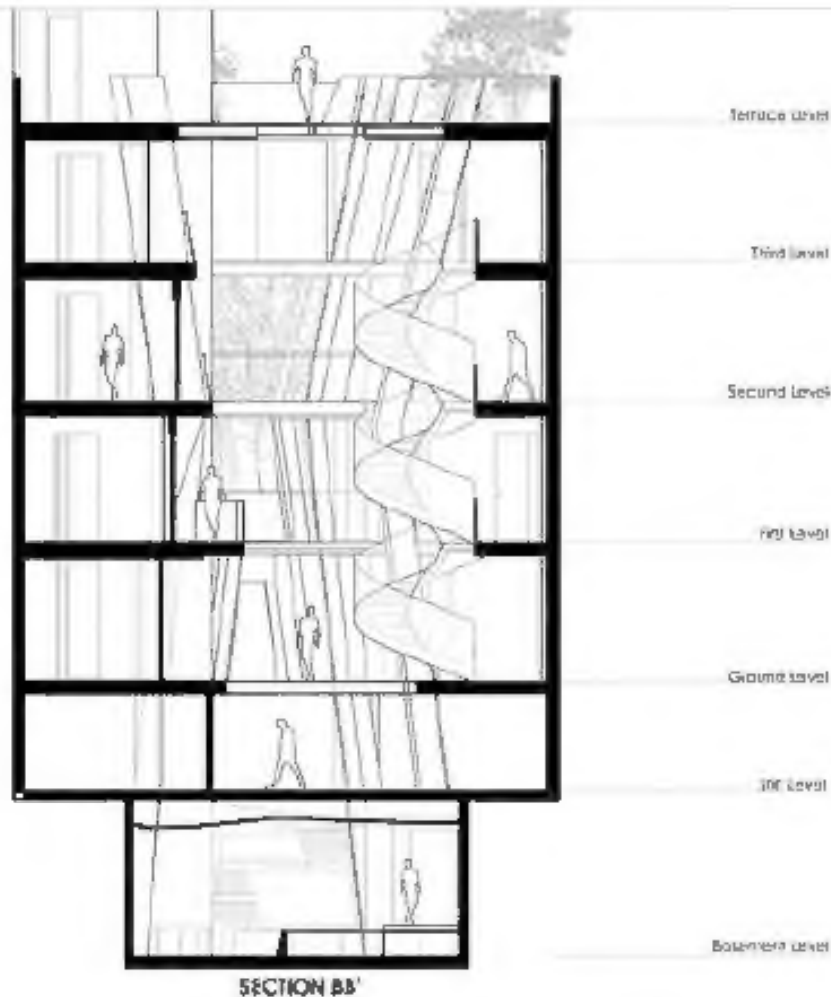 Terrace Level
Third Level
Second Level
First Level
Ground Level
Level
Basement Level
SECTION BB'